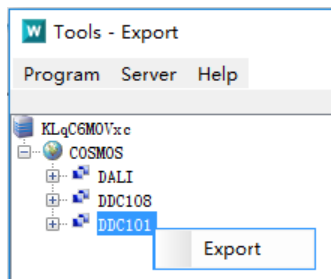 W Tools - Export
Program Server Help
KLqC6M0Vxc
COSMOS
DALI
DDC108
DDC101
Export